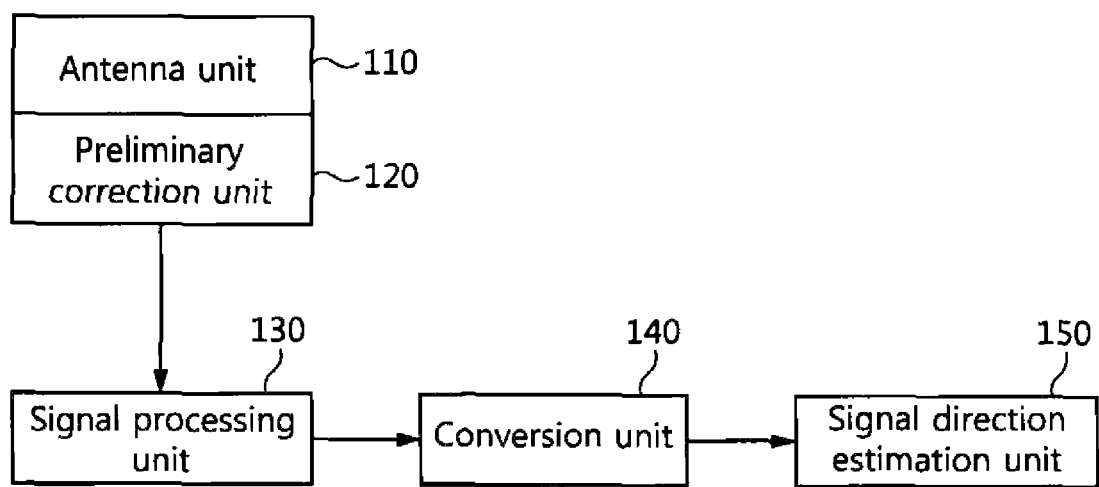 Antenna unit
110
Preliminary
correction unit
120
130
Signal processing
unit
140
Conversion unit
150
Signal direction
estimation unit